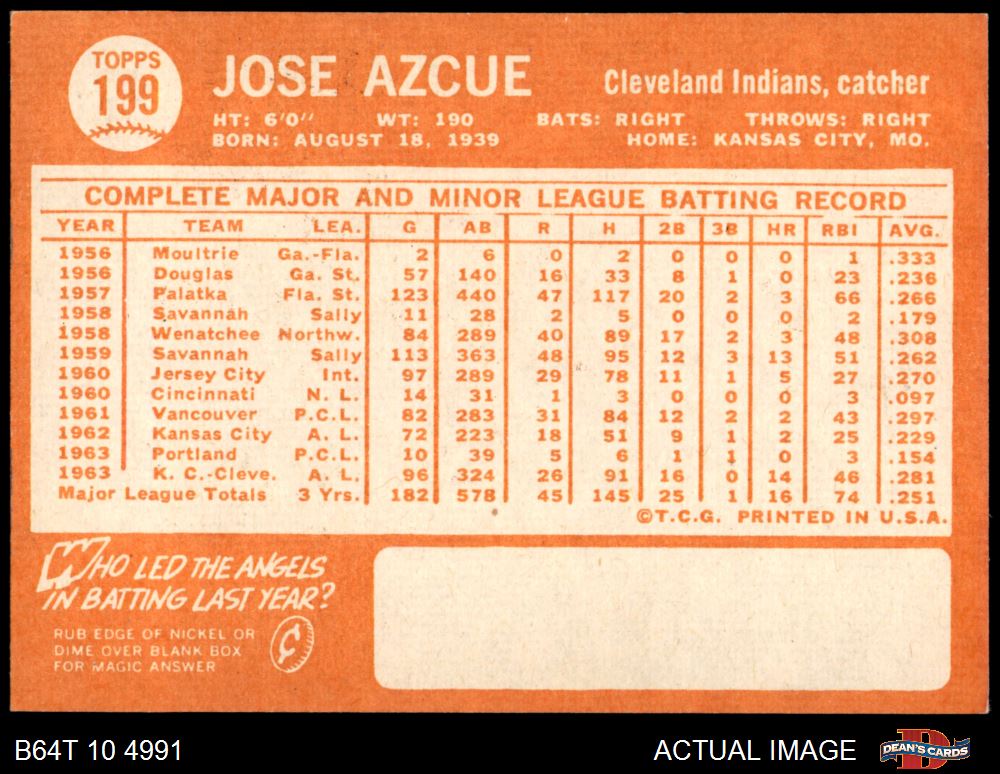 TOPPS
199
JOSE AZCUE
Cleveland Indians, catcher
HT: 6'0" WT: 190 BATS: RIGHT THROWS: RIGHT
BORN: AUGUST 18, 1939 HOME: KANSAS CITY, MO.
COMPLETE MAJOR AND MINOR LEAGUE BATTING RECORD
YEAR TEAM LEA. G AB R H 2B 3B HR RBI AVG.
1956 Moultrie Ga.-Fla. 2 6 0 2 0 0 0 1 .333
1956 Douglas Ga. St. 57 140 16 33 8 1 0 23 .236
1957 Palatka Fla. St. 123 440 47 117 20 2 3 66 .266
1958 Savannah Sally 11 28 2 5 0 0 0 2 .179
1958 Wenatchee Northw. 84 289 40 89 17 2 3 48 .308
1959 Savannah Sally 113 363 48 95 12 3 13 51 .262
1960 Jersey City Int. 97 289 29 78 11 1 5 27 .270
1960 Cincinnati N. L. 14 31 1 3 0 0 0 3 .097
1961 Vancouver P.C.L. 82 283 31 84 12 2 2 43 .297
1962 Kansas City A. L. 72 223 18 51 9 1 2 25 .229
1963 Portland P.C.L. 10 39 5 6 1 1 0 3 .154
1963 K. C.-Cleve. A. L. 96 324 26 91 16 0 14 46 .281
Major League Totals 3 Yrs. 182 578 45 145 25 1 16 74 .251
©T.C.G. PRINTED IN U.S.A.
WHO LED THE ANGELS
IN BATTING LAST YEAR?
RUB EDGE OF NICKEL OR
DIME OVER BLANK BOX
FOR MAGIC ANSWER
¢
B64T 10 4991 ACTUAL IMAGE
DEAN'S CARDS